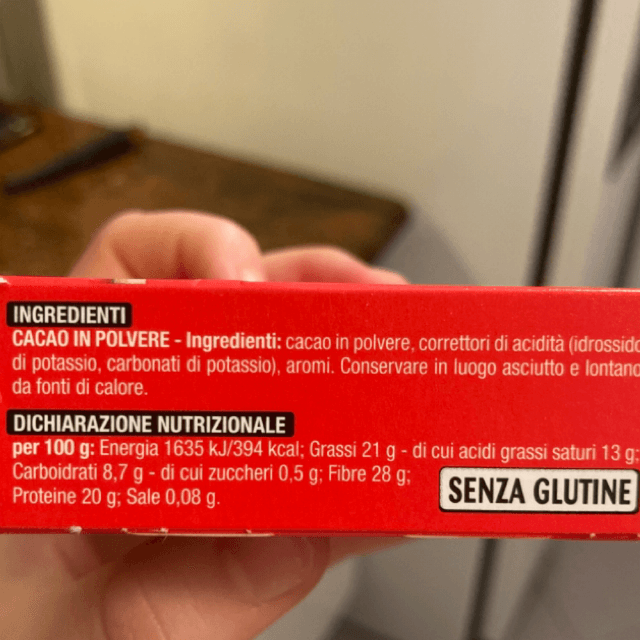 INGREDIENTI
CACAO IN POLVERE - Ingredienti: cacao in polvere, correttori di acidità (idrossido
di potassio, carbonati di potassio), aromi. Conservare in luogo asciutto e lontano
da fonti di calore.
DICHIARAZIONE NUTRIZIONALE
per 100 g: Energia 1635 kJ/394 kcal; Grassi 21 g - di cui acidi grassi saturi 13 g;
Carboidrati 8,7 g - di cui zuccheri 0,5 g; Fibre 28 g;
Proteine 20 g; Sale 0,08 g.
SENZA GLUTINE